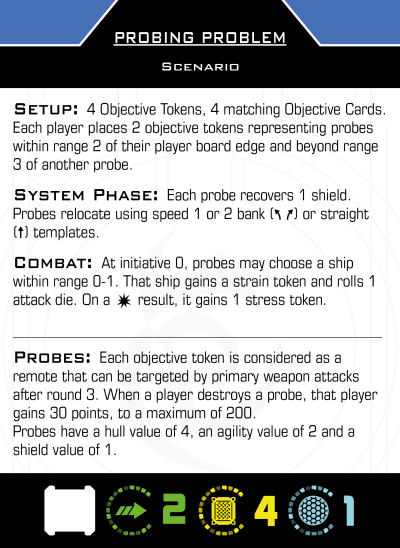 PROBING PROBLEM
SCENARIO
SETUP: 4 Objective Tokens, 4 matching Objective Cards.
Each player places 2 objective tokens representing probes
within range 2 of their player board edge and beyond range
3 of another probe.
SYSTEM PHASE: Each probe recovers 1 shield.
Probes relocate using speed 1 or 2 bank (↰ ↱) or straight
(↑) templates.
COMBAT: At initiative 0, probes may choose a ship
within range 0-1. That ship gains a strain token and rolls 1
attack die. On a result, it gains 1 stress token.
PROBES: Each objective token is considered as a
remote that can be targeted by primary weapon attacks
after round 3. When a player destroys a probe, that player
gains 30 points, to a maximum of 200.
Probes have a hull value of 4, an agility value of 2 and a
shield value of 1.
2 4 1